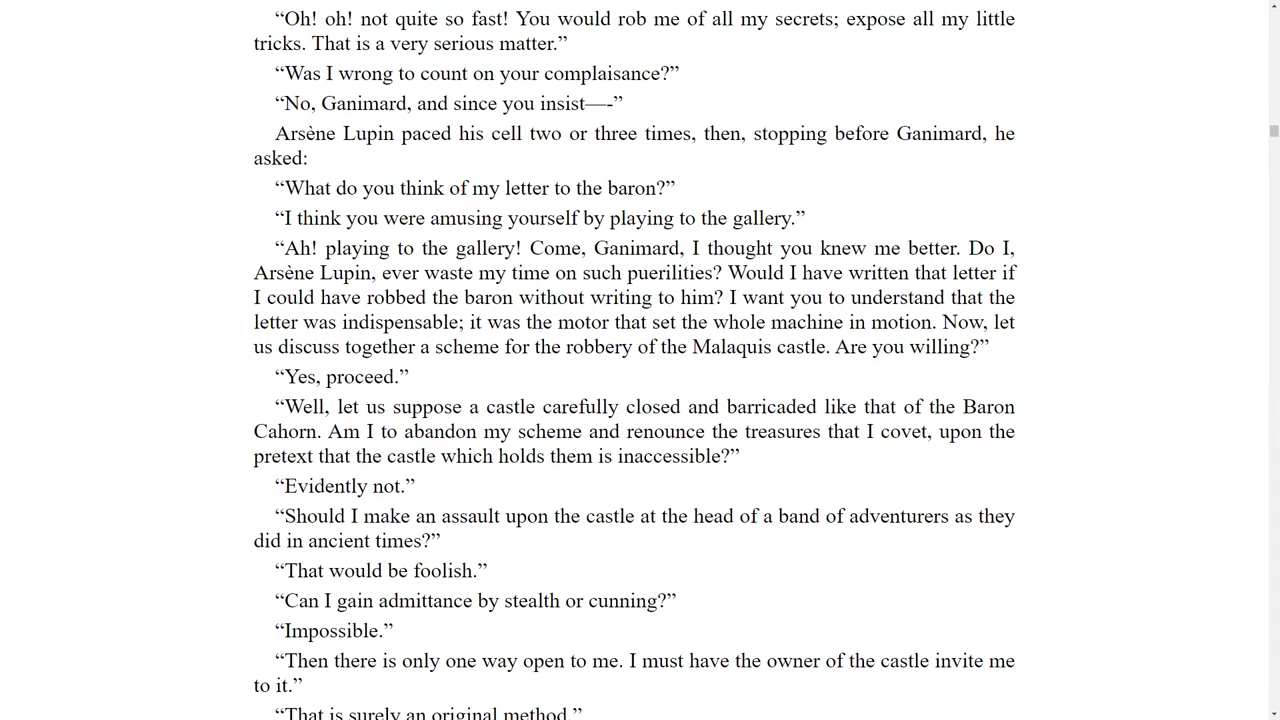 “Oh! oh! not quite so fast! You would rob me of all my secrets; expose all my little
tricks. That is a very serious matter.”
“Was I wrong to count on your complaisance?”
“No, Ganimard, and since you insist—-”
Arsène Lupin paced his cell two or three times, then, stopping before Ganimard, he
asked:
“What do you think of my letter to the baron?”
“I think you were amusing yourself by playing to the gallery.”
“Ah! playing to the gallery! Come, Ganimard, I thought you knew me better. Do I,
Arsène Lupin, ever waste my time on such puerilities? Would I have written that letter if
I could have robbed the baron without writing to him? I want you to understand that the
letter was indispensable; it was the motor that set the whole machine in motion. Now, let
us discuss together a scheme for the robbery of the Malaquis castle. Are you willing?”
“Yes, proceed.”
“Well, let us suppose a castle carefully closed and barricaded like that of the Baron
Cahorn. Am I to abandon my scheme and renounce the treasures that I covet, upon the
pretext that the castle which holds them is inaccessible?”
“Evidently not.”
“Should I make an assault upon the castle at the head of a band of adventurers as they
did in ancient times?”
“That would be foolish.”
“Can I gain admittance by stealth or cunning?”
“Impossible.”
“Then there is only one way open to me. I must have the owner of the castle invite me
to it.”
“That is surely an original method.”